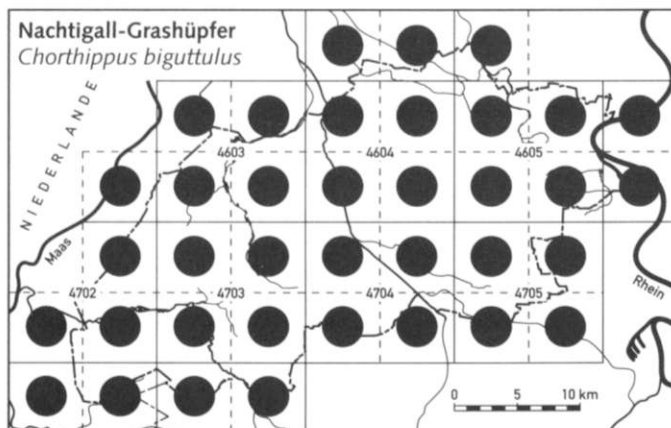 Nachtigall-Grashüpfer
Chorthippus biguttulus
NIEDERLANDE
Maas
4603
4604
4605
4702
4703
4704
4705
Rhein
0 5 10 km